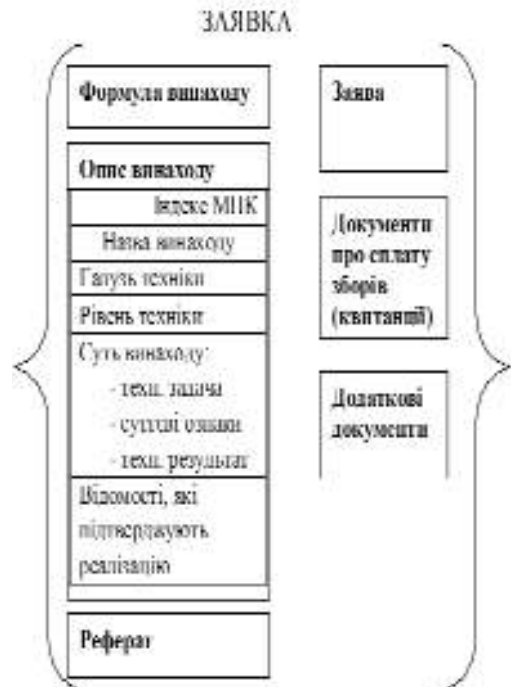 ЗАЯВКА
Формула винаходу
Опис винаходу
Індекс МПК
Назва винаходу
Галузь техніки
Рівень техніки
Суть винаходу:
- техн. задача
- суттєві ознаки
- техн. результат
Відомості, які
підтверджують
реалізацію
Реферат
Заява
Документи
про сплату
зборів
(квитанції)
Додаткові
документи